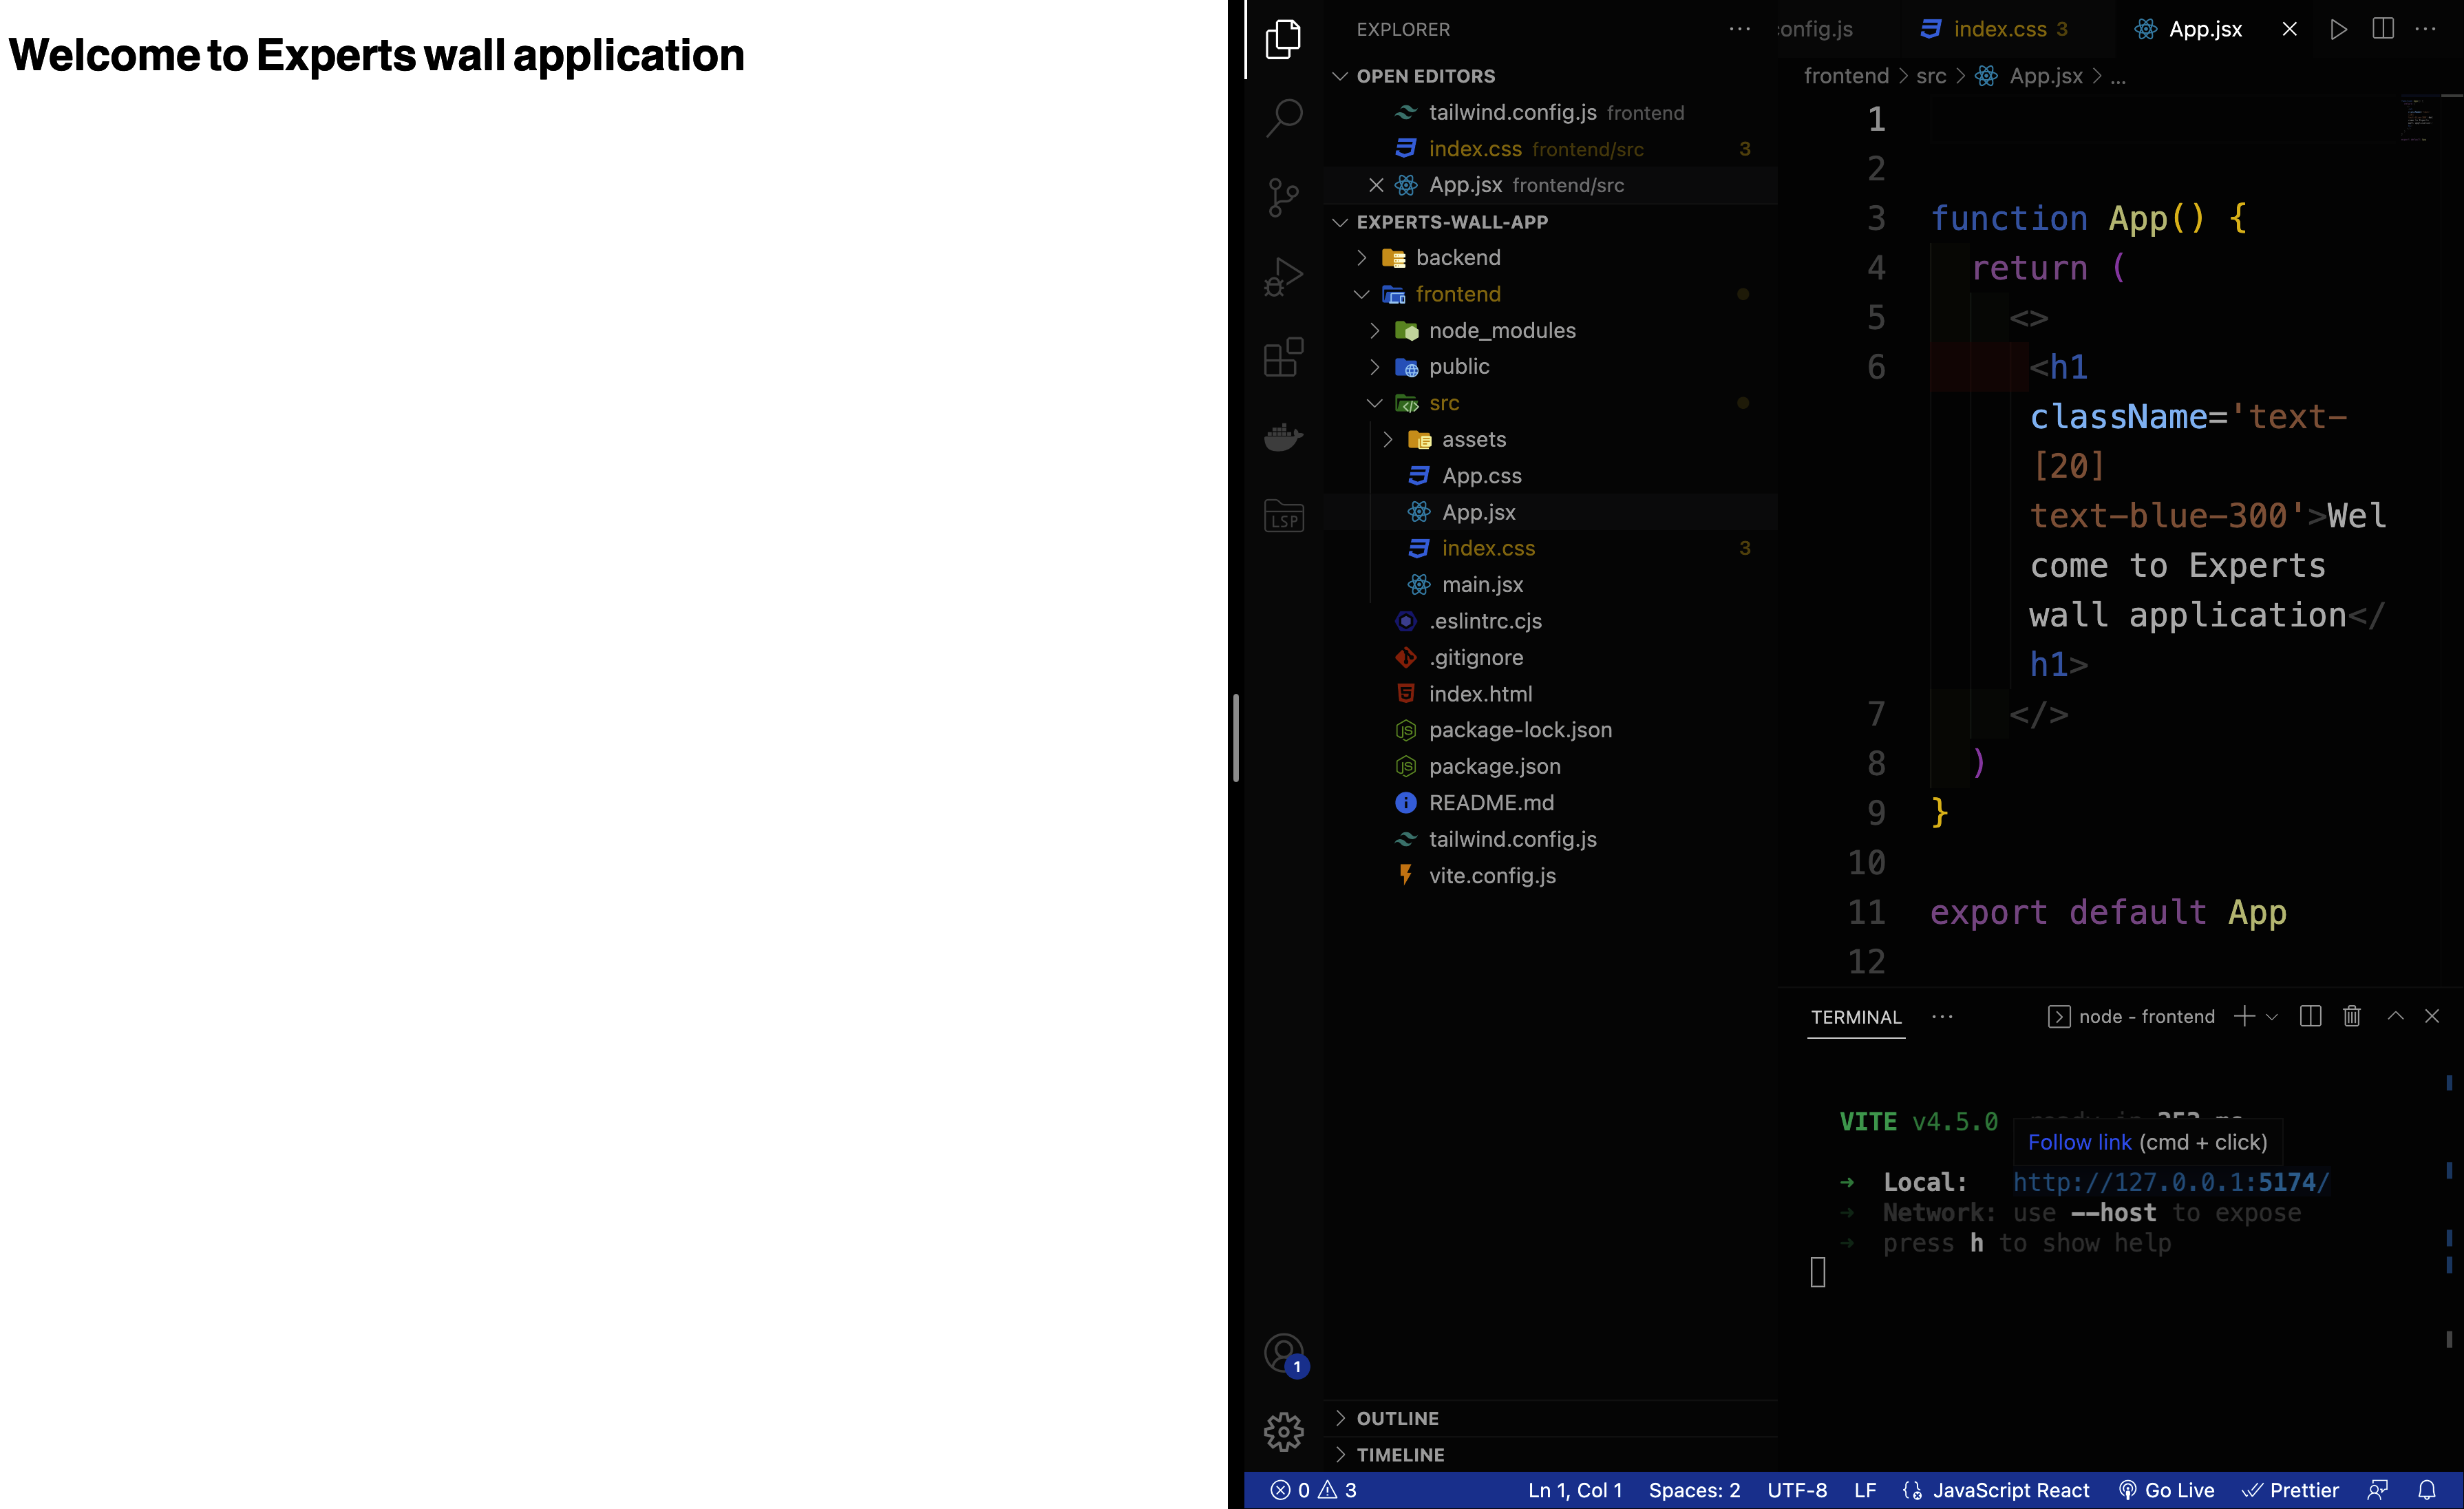 Welcome to Experts wall application
EXPLORER
OPEN EDITORS
tailwind.config.js frontend
index.css frontend/src 3
App.jsx frontend/src
EXPERTS-WALL-APP
backend
frontend
node_modules
public
src
assets
App.css
App.jsx
index.css 3
main.jsx
.eslintrc.cjs
.gitignore
index.html
package-lock.json
package.json
README.md
tailwind.config.js
vite.config.js
OUTLINE
TIMELINE
LSP
1
onfig.js index.css 3 App.jsx
frontend > src > App.jsx > ...
1
2
3 function App() {
4 return (
5 <>
6 <h1
className='text-
[20]
text-blue-300'>Wel
come to Experts
wall application</
h1>
7 </>
8 )
9 }
10
11 export default App
12
TERMINAL ... node - frontend
VITE v4.5.0
Follow link (cmd + click)
➜ Local: http://127.0.0.1:5174/
➜ Network: use --host to expose
➜ press h to show help
0 3 Ln 1, Col 1 Spaces: 2 UTF-8 LF JavaScript React Go Live Prettier